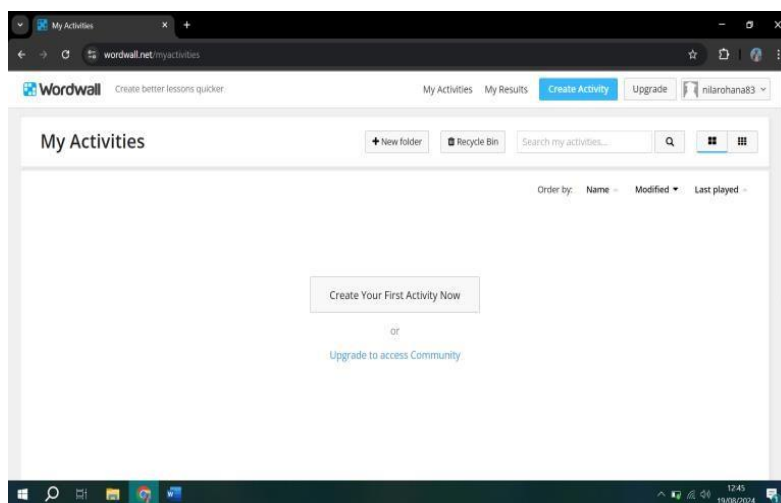 My Activities
wordwall.net/myactivities
Wordwall Create better lessons quicker. My Activities My Results Create Activity Upgrade nilarohana83
My Activities New folder Recycle Bin Search my activities...
Order by: Name Modified Last played
Create Your First Activity Now
or
Upgrade to access Community
12:45
19/08/2024